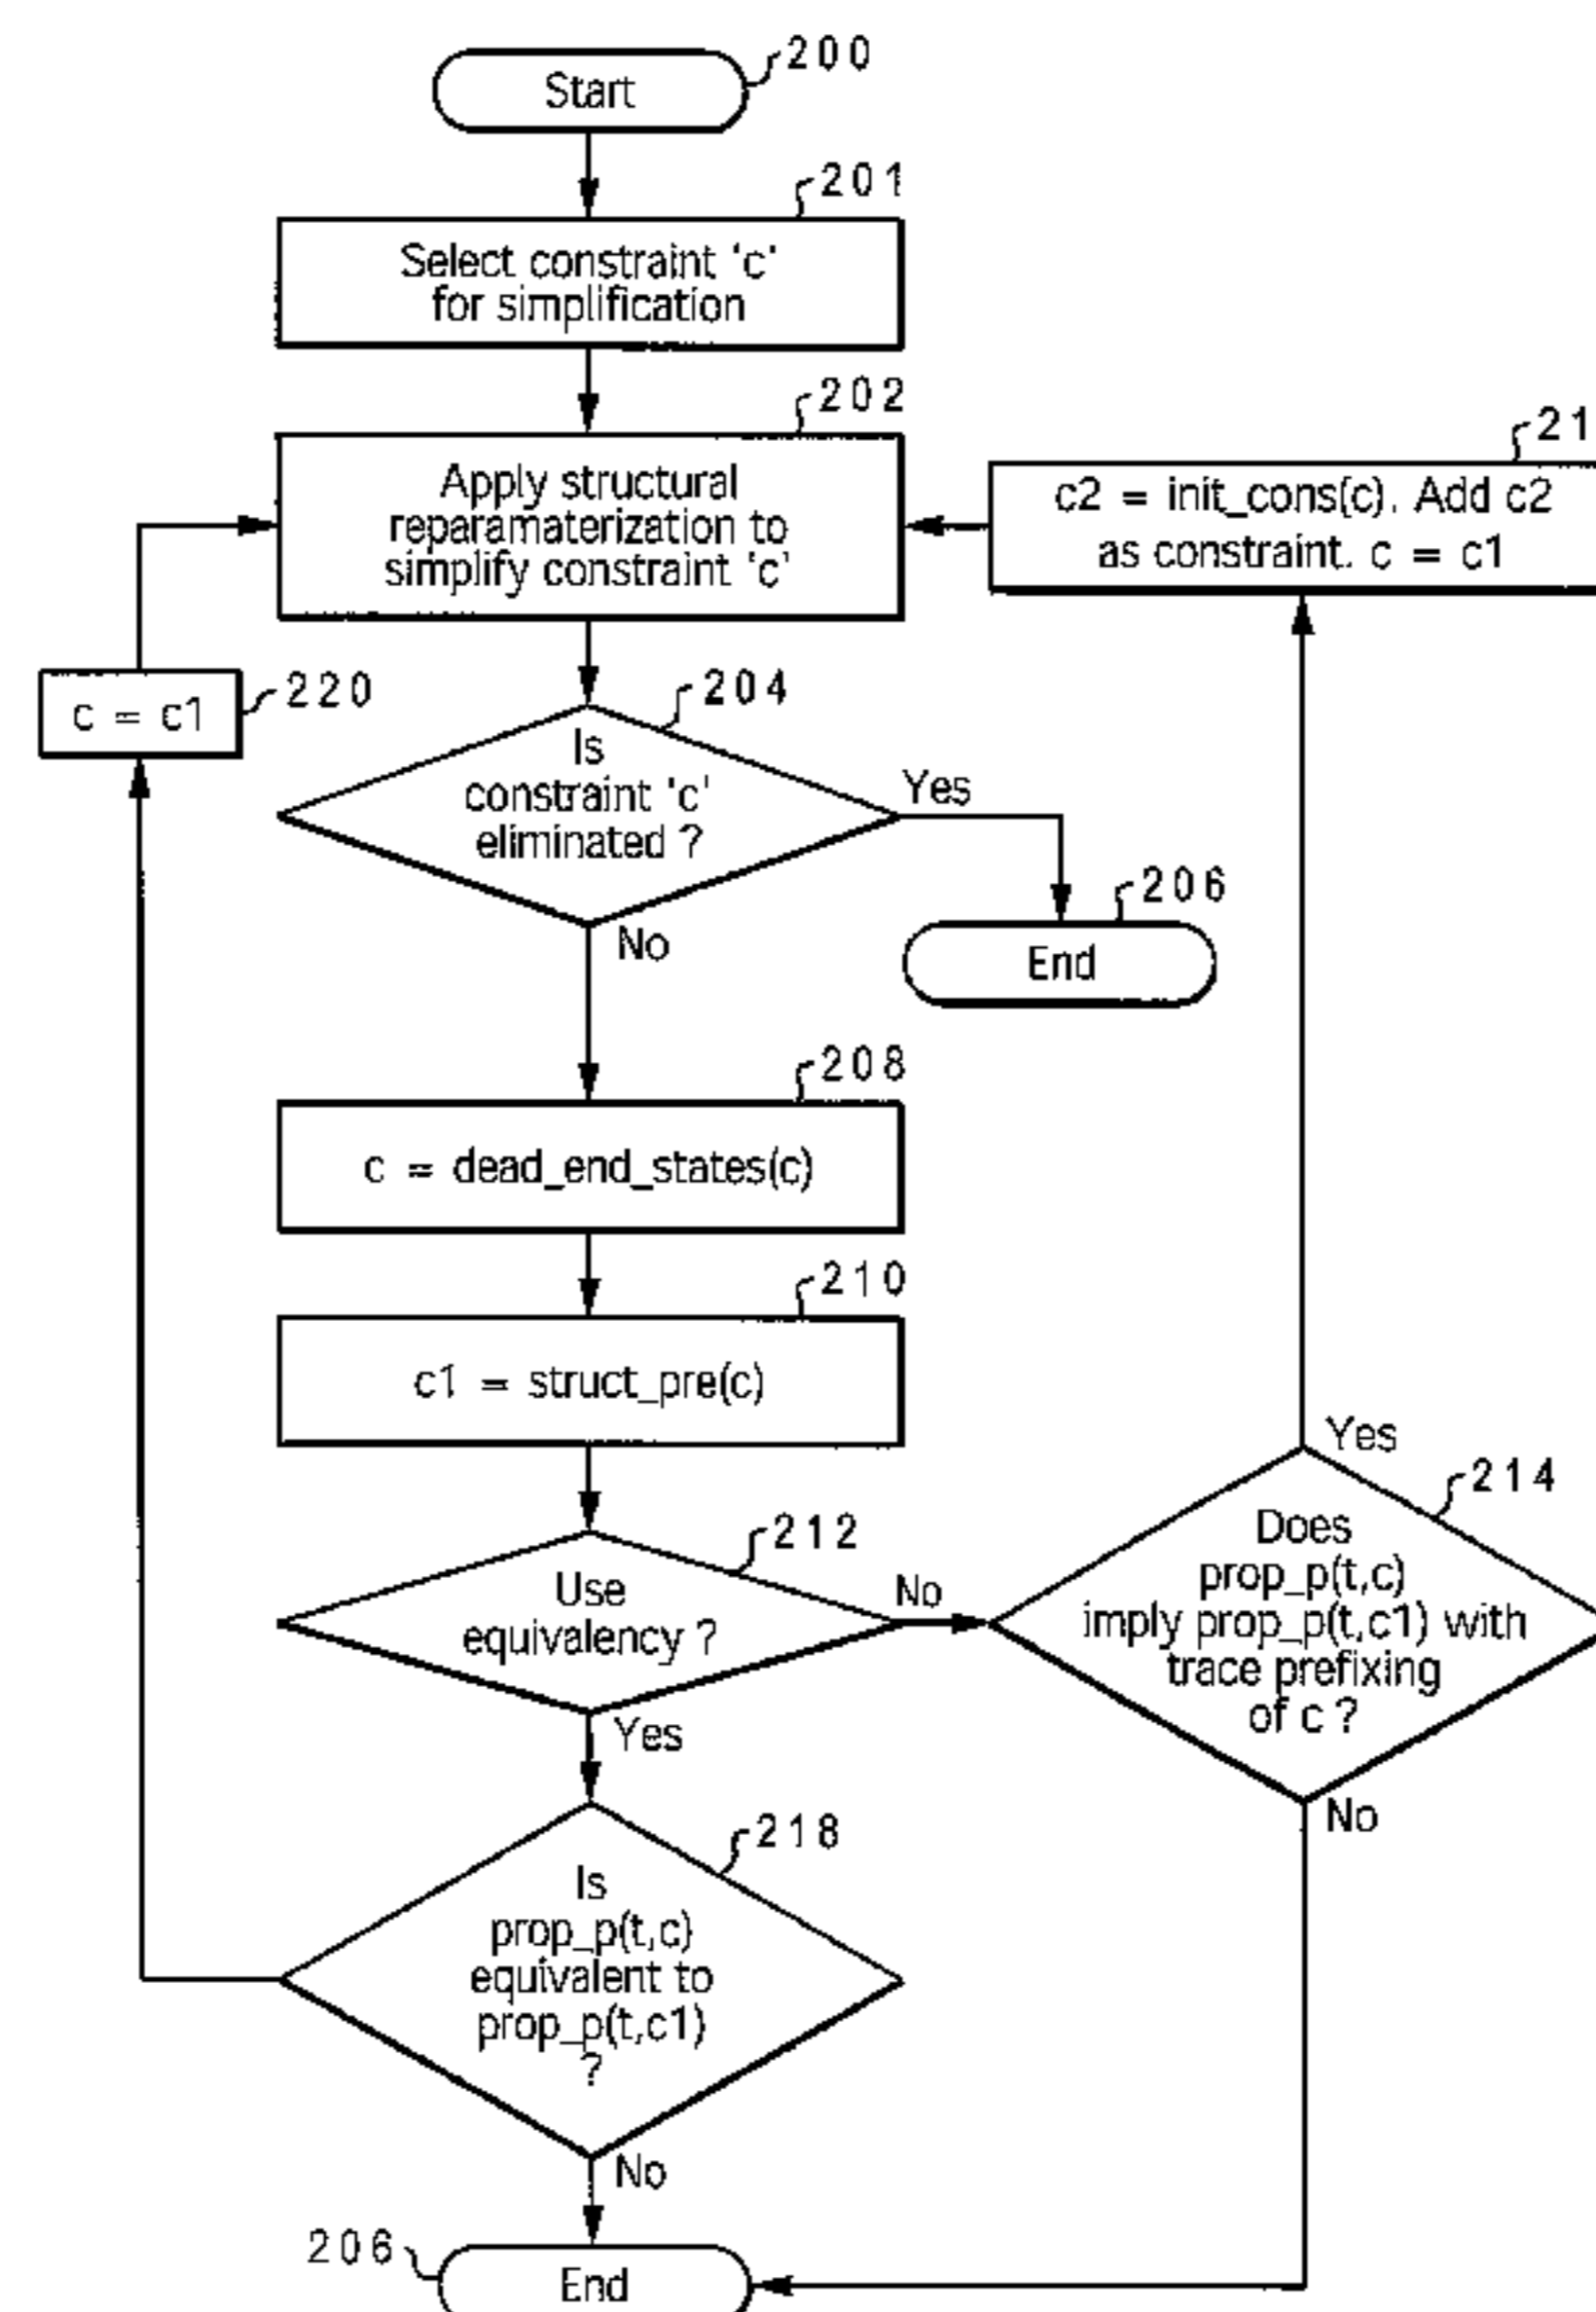 200
Start
201
Select constraint 'c'
for simplification
202
Apply structural
reparamaterization to
simplify constraint 'c'
21
c2 = init_cons(c). Add c2
as constraint. c = c1
220
c = c1
204
Is
constraint 'c'
eliminated ?
Yes
No
206
End
208
c = dead_end_states(c)
210
c1 = struct_pre(c)
212
Use
equivalency ?
No
Yes
214
Does
prop_p(t,c)
imply prop_p(t,c1) with
trace prefixing
of c ?
Yes
No
218
Is
prop_p(t,c)
equivalent to
prop_p(t,c1)
?
No
206
End